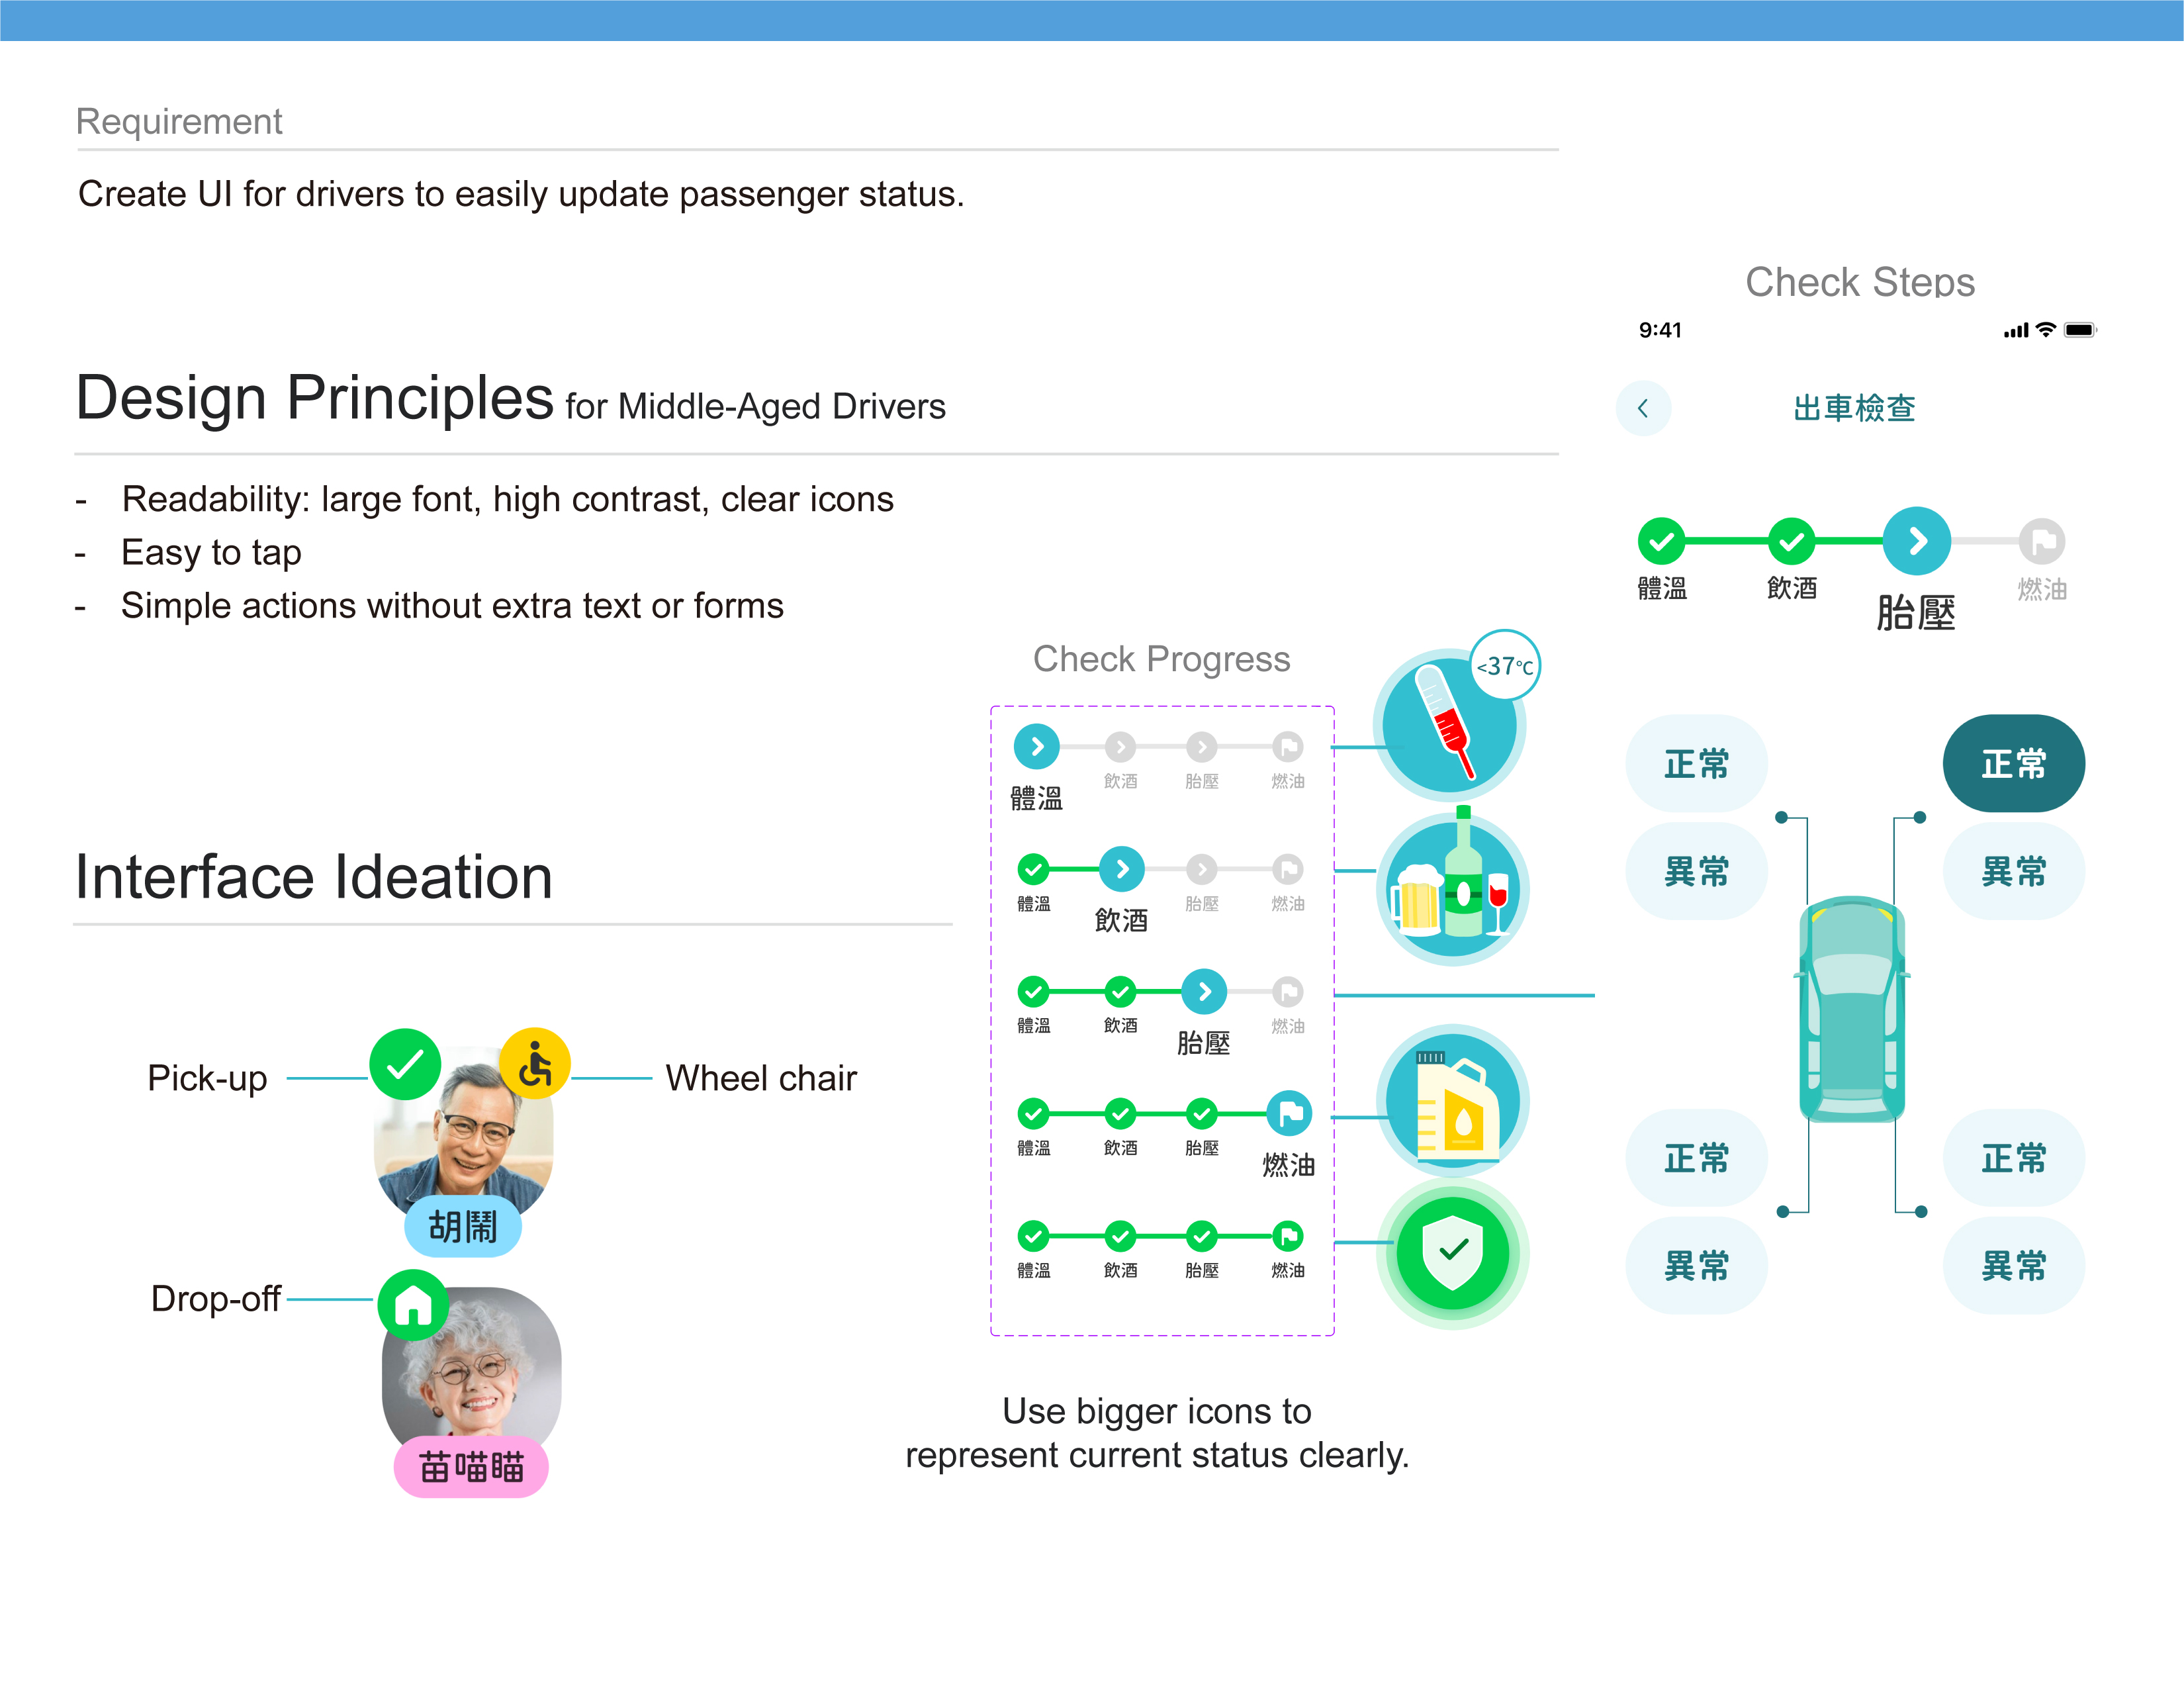 Requirement
Create UI for drivers to easily update passenger status.
Design Principles for Middle-Aged Drivers
- Readability: large font, high contrast, clear icons
- Easy to tap
- Simple actions without extra text or forms
Interface Ideation
Pick-up
Wheel chair
胡鬧
Drop-off
苗喵瞄
Check Progress
體溫 飲酒 胎壓 燃油
<37°C
體溫 飲酒 胎壓 燃油
體溫 飲酒 胎壓 燃油
體溫 飲酒 胎壓 燃油
體溫 飲酒 胎壓 燃油
Use bigger icons to
represent current status clearly.
Check Steps
9:41
出車檢查
體溫 飲酒 胎壓 燃油
正常 正常
異常 異常
正常 正常
異常 異常